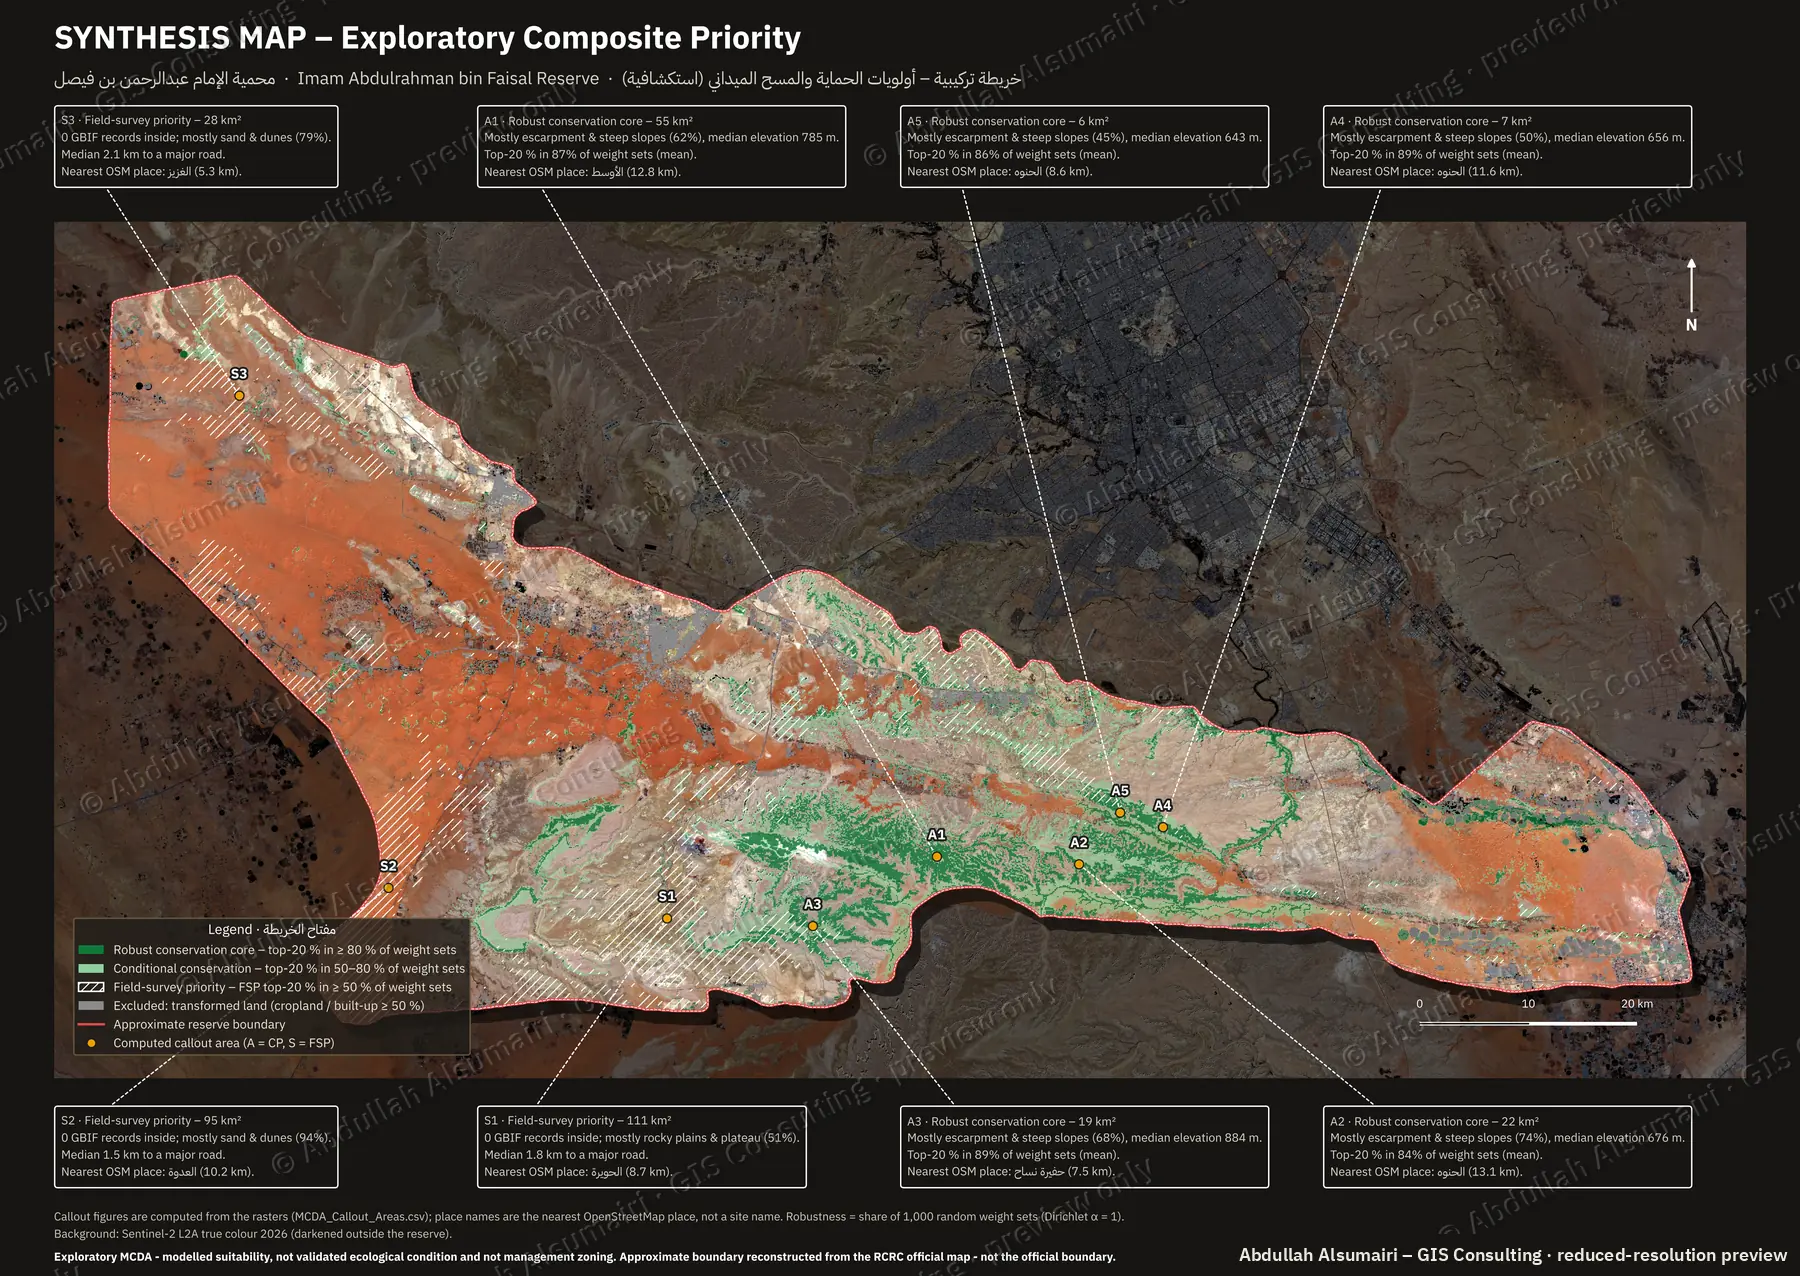 SYNTHESIS MAP – Exploratory Composite Priority
محمية الإمام عبدالرحمن بن فيصل · Imam Abdulrahman bin Faisal Reserve · خريطة تركيبية – أولويات الحماية والمسح الميداني (استكشافية)
S3 · Field-survey priority – 28 km²
0 GBIF records inside; mostly sand & dunes (79%).
Median 2.1 km to a major road.
Nearest OSM place: الغزيز (5.3 km).
A1 · Robust conservation core – 55 km²
Mostly escarpment & steep slopes (62%), median elevation 785 m.
Top-20 % in 87% of weight sets (mean).
Nearest OSM place: الأوسط (12.8 km).
A5 · Robust conservation core – 6 km²
Mostly escarpment & steep slopes (45%), median elevation 643 m.
Top-20 % in 86% of weight sets (mean).
Nearest OSM place: الحنوه (8.6 km).
A4 · Robust conservation core – 7 km²
Mostly escarpment & steep slopes (50%), median elevation 656 m.
Top-20 % in 89% of weight sets (mean).
Nearest OSM place: الحنوه (11.6 km).
N
S3
A5
A4
A1
A2
S2
S1
A3
Legend · مفتاح الخريطة
Robust conservation core – top-20 % in ≥ 80 % of weight sets
Conditional conservation – top-20 % in 50–80 % of weight sets
Field-survey priority – FSP top-20 % in ≥ 50 % of weight sets
Excluded: transformed land (cropland / built-up ≥ 50 %)
Approximate reserve boundary
Computed callout area (A = CP, S = FSP)
0 10 20 km
S2 · Field-survey priority – 95 km²
0 GBIF records inside; mostly sand & dunes (94%).
Median 1.5 km to a major road.
Nearest OSM place: العدوة (10.2 km).
S1 · Field-survey priority – 111 km²
0 GBIF records inside; mostly rocky plains & plateau (51%).
Median 1.8 km to a major road.
Nearest OSM place: الحويرة (8.7 km).
A3 · Robust conservation core – 19 km²
Mostly escarpment & steep slopes (68%), median elevation 884 m.
Top-20 % in 89% of weight sets (mean).
Nearest OSM place: حفيرة نساح (7.5 km).
A2 · Robust conservation core – 22 km²
Mostly escarpment & steep slopes (74%), median elevation 676 m.
Top-20 % in 84% of weight sets (mean).
Nearest OSM place: الحنوه (13.1 km).
Callout figures are computed from the rasters (MCDA_Callout_Areas.csv); place names are the nearest OpenStreetMap place, not a site name. Robustness = share of 1,000 random weight sets (Dirichlet α = 1).
Background: Sentinel-2 L2A true colour 2026 (darkened outside the reserve).
Exploratory MCDA - modelled suitability, not validated ecological condition and not management zoning. Approximate boundary reconstructed from the RCRC official map - not the official boundary.
Abdullah Alsumairi – GIS Consulting · reduced-resolution preview
© Abdullah Alsumairi · GIS Consulting · preview only